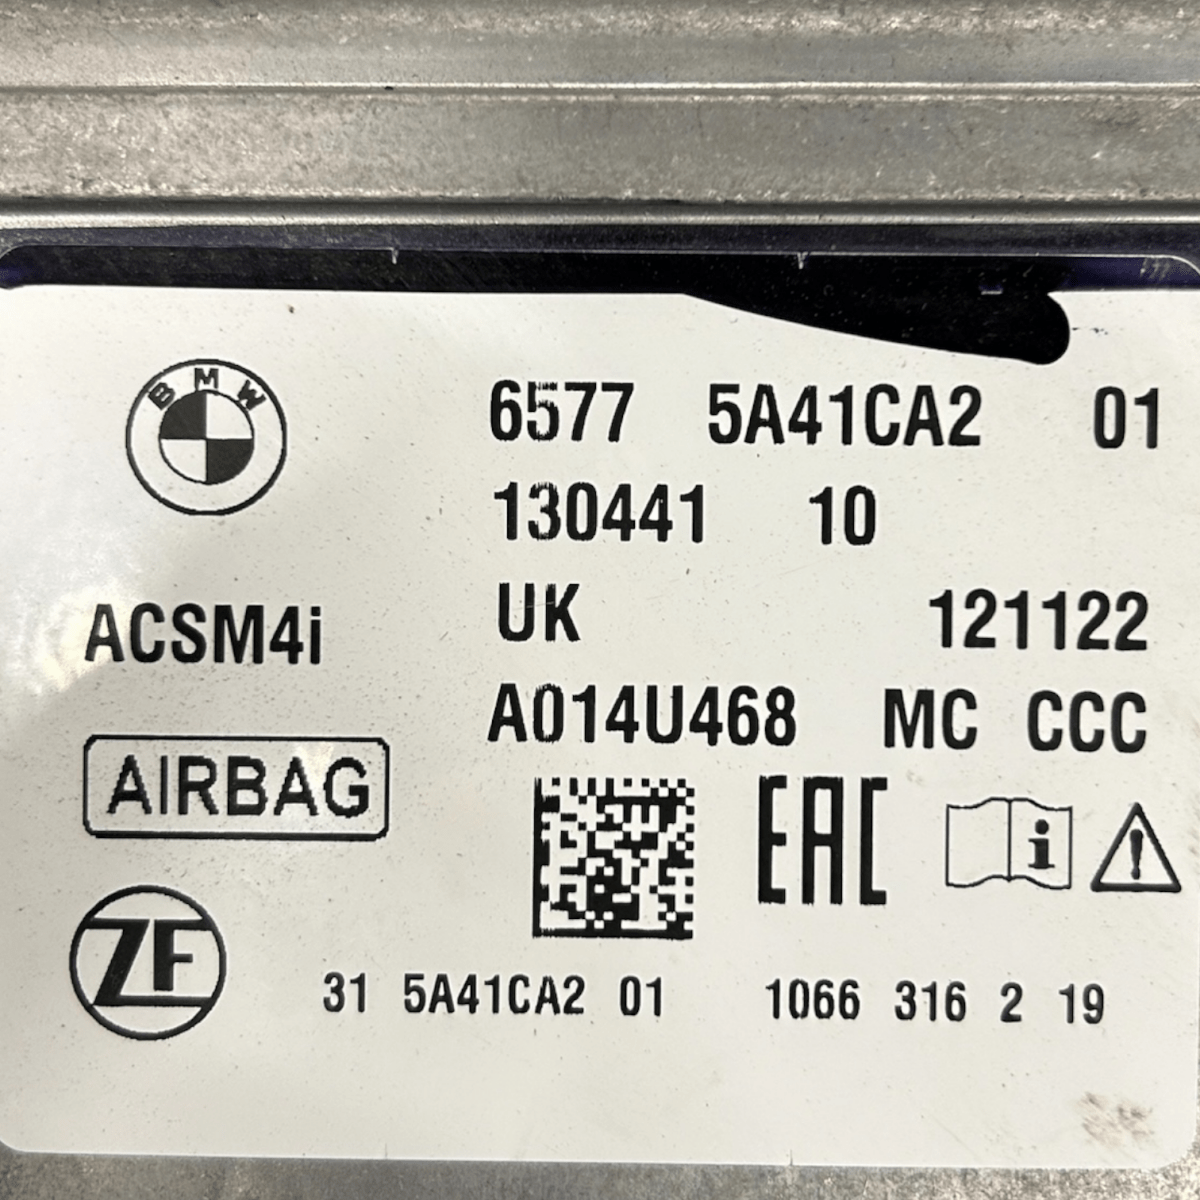 BMW
6577 5A41CA2 01
130441 10
ACSM4i
UK 121122
A014U468 MC CCC
AIRBAG
EAC
i
ZF
31 5A41CA2 01 1066 316 2 19